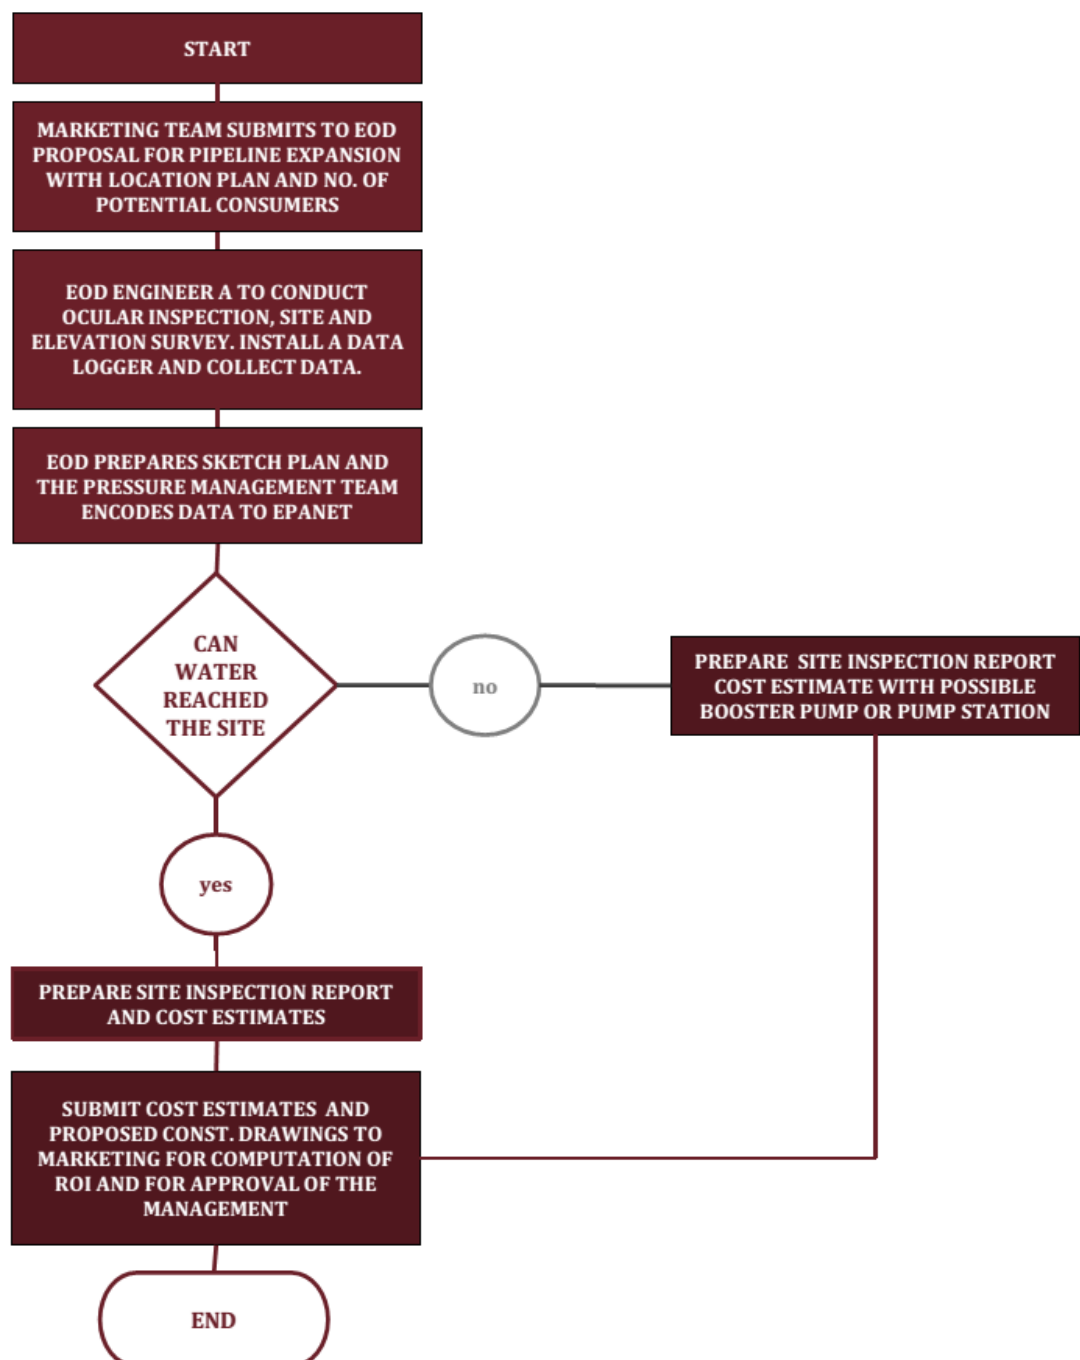 START
MARKETING TEAM SUBMITS TO EOD
PROPOSAL FOR PIPELINE EXPANSION
WITH LOCATION PLAN AND NO. OF
POTENTIAL CONSUMERS
EOD ENGINEER A TO CONDUCT
OCULAR INSPECTION, SITE AND
ELEVATION SURVEY. INSTALL A DATA
LOGGER AND COLLECT DATA.
EOD PREPARES SKETCH PLAN AND
THE PRESSURE MANAGEMENT TEAM
ENCODES DATA TO EPANET
CAN
WATER
REACHED
THE SITE
no
PREPARE SITE INSPECTION REPORT
COST ESTIMATE WITH POSSIBLE
BOOSTER PUMP OR PUMP STATION
yes
PREPARE SITE INSPECTION REPORT
AND COST ESTIMATES
SUBMIT COST ESTIMATES AND
PROPOSED CONST. DRAWINGS TO
MARKETING FOR COMPUTATION OF
ROI AND FOR APPROVAL OF THE
MANAGEMENT
END